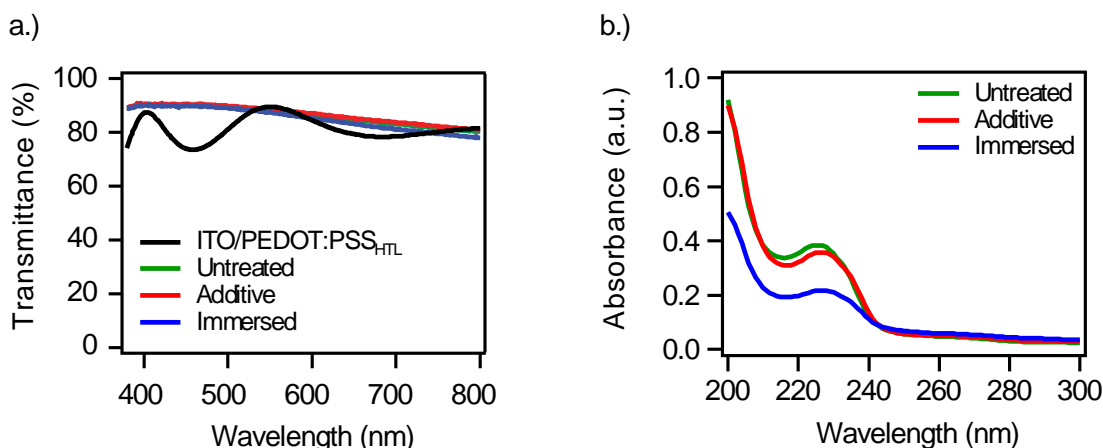 a.)
Transmittance (%)
100
80
60
40
20
0
ITO/PEDOT:PSS_HTL
Untreated
Additive
Immersed
400 500 600 700 800
Wavelength (nm)
b.)
Absorbance (a.u.)
1.0
0.8
0.6
0.4
0.2
0.0
Untreated
Additive
Immersed
200 220 240 260 280 300
Wavelength (nm)